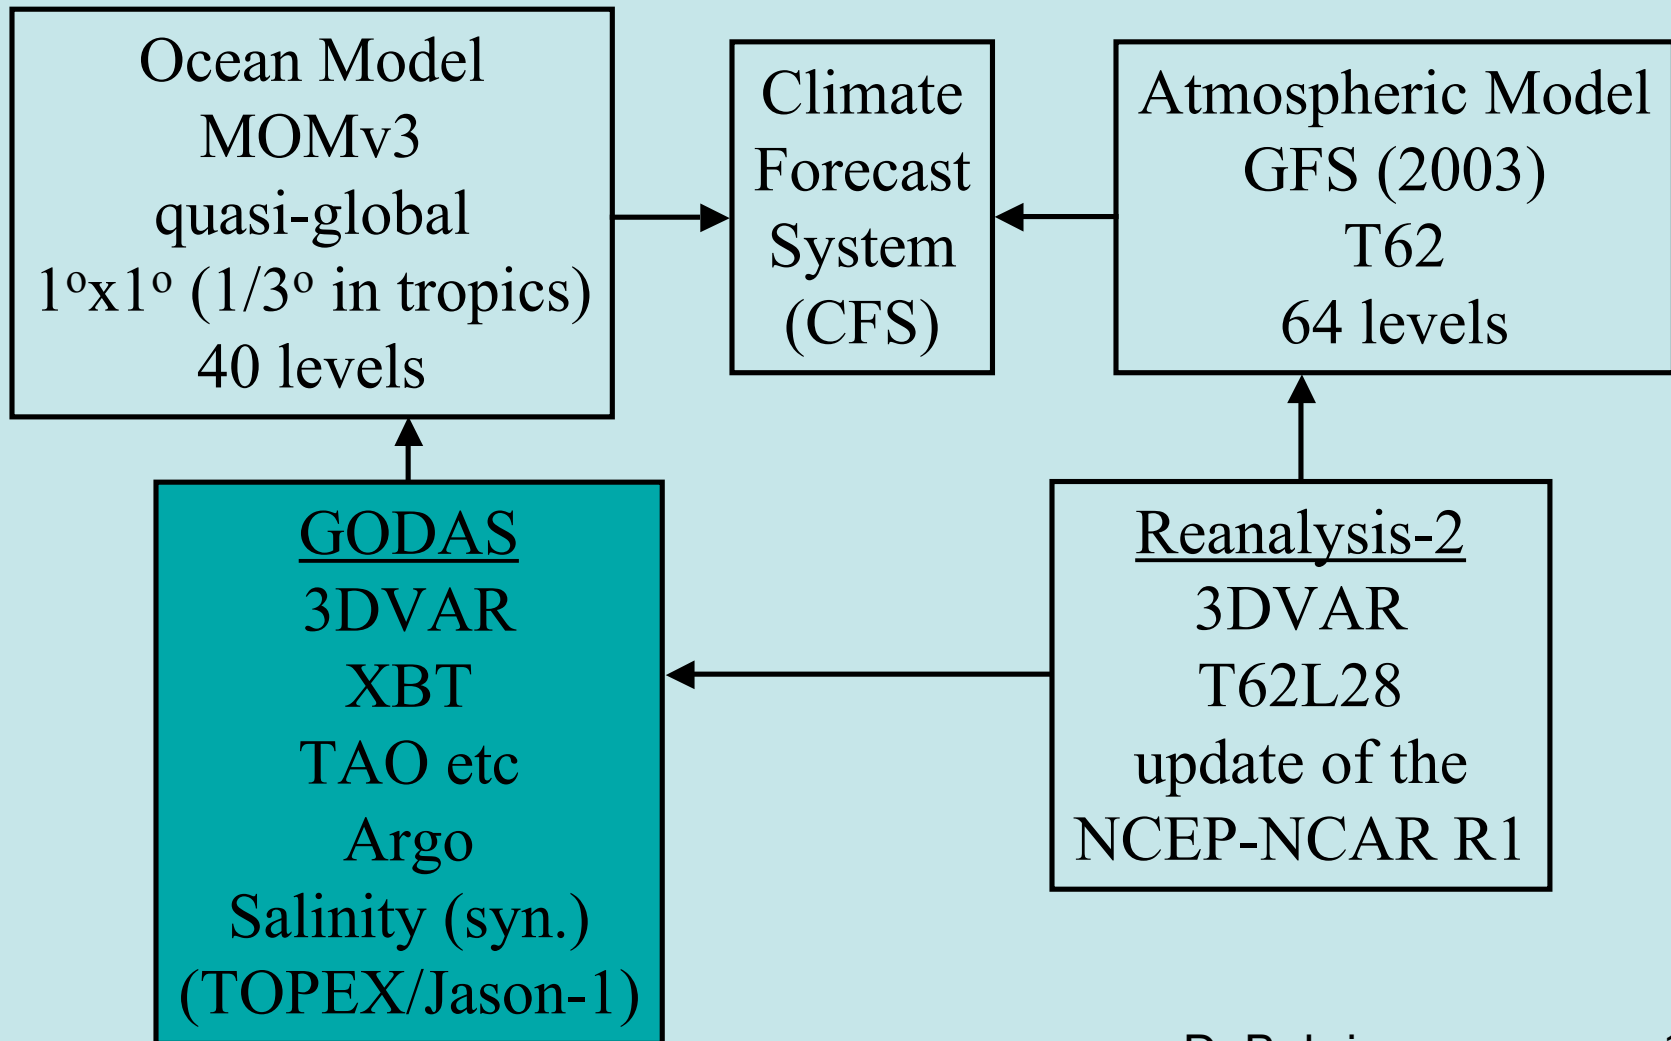 Ocean Model
MOMv3
quasi-global
1ºx1º (1/3º in tropics)
40 levels
Climate
Forecast
System
(CFS)
Atmospheric Model
GFS (2003)
T62
64 levels
GODAS
3DVAR
XBT
TAO etc
Argo
Salinity (syn.)
(TOPEX/Jason-1)
Reanalysis-2
3DVAR
T62L28
update of the
NCEP-NCAR R1